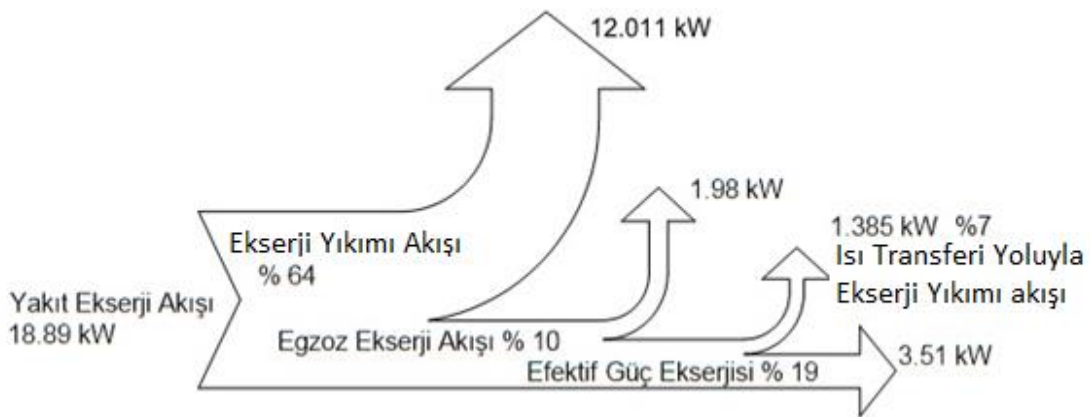 12.011 kW
1.98 kW
1.385 kW %7
Isı Transferi Yoluyla
Ekserji Yıkımı akışı
Ekserji Yıkımı Akışı
% 64
Yakıt Ekserji Akışı
18.89 kW
Egzoz Ekserji Akışı % 10
3.51 kW
Efektif Güç Ekserjisi % 19